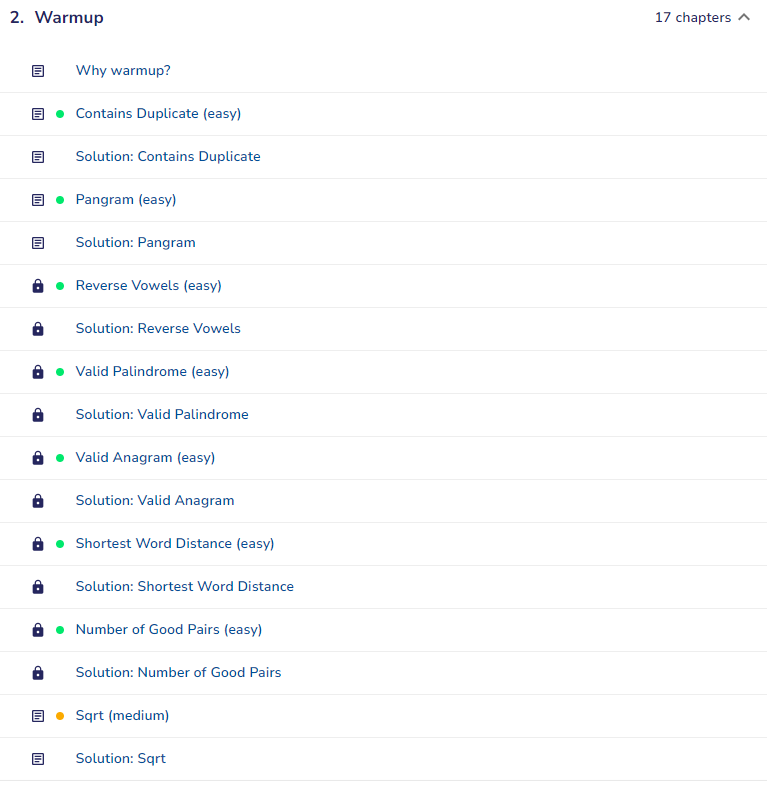 2. Warmup 17 chapters
Why warmup?
Contains Duplicate (easy)
Solution: Contains Duplicate
Pangram (easy)
Solution: Pangram
Reverse Vowels (easy)
Solution: Reverse Vowels
Valid Palindrome (easy)
Solution: Valid Palindrome
Valid Anagram (easy)
Solution: Valid Anagram
Shortest Word Distance (easy)
Solution: Shortest Word Distance
Number of Good Pairs (easy)
Solution: Number of Good Pairs
Sqrt (medium)
Solution: Sqrt